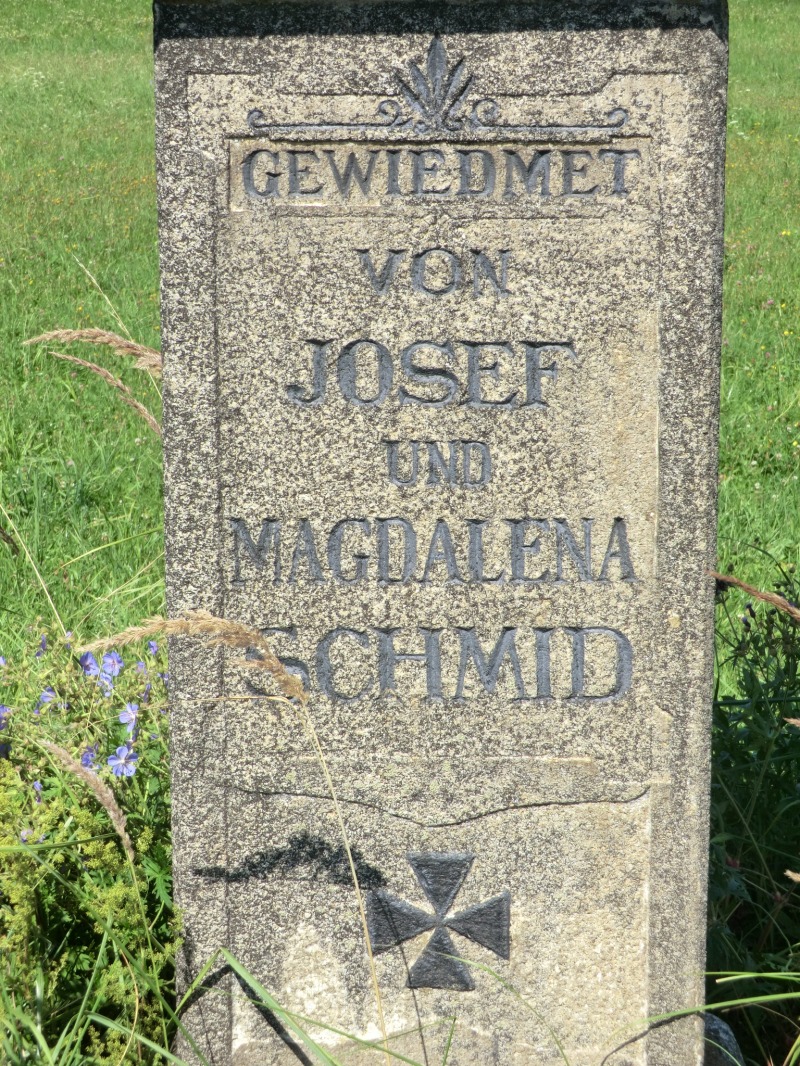 GEWIEDMET
VON
JOSEF
UND
MAGDALENA
SCHMID